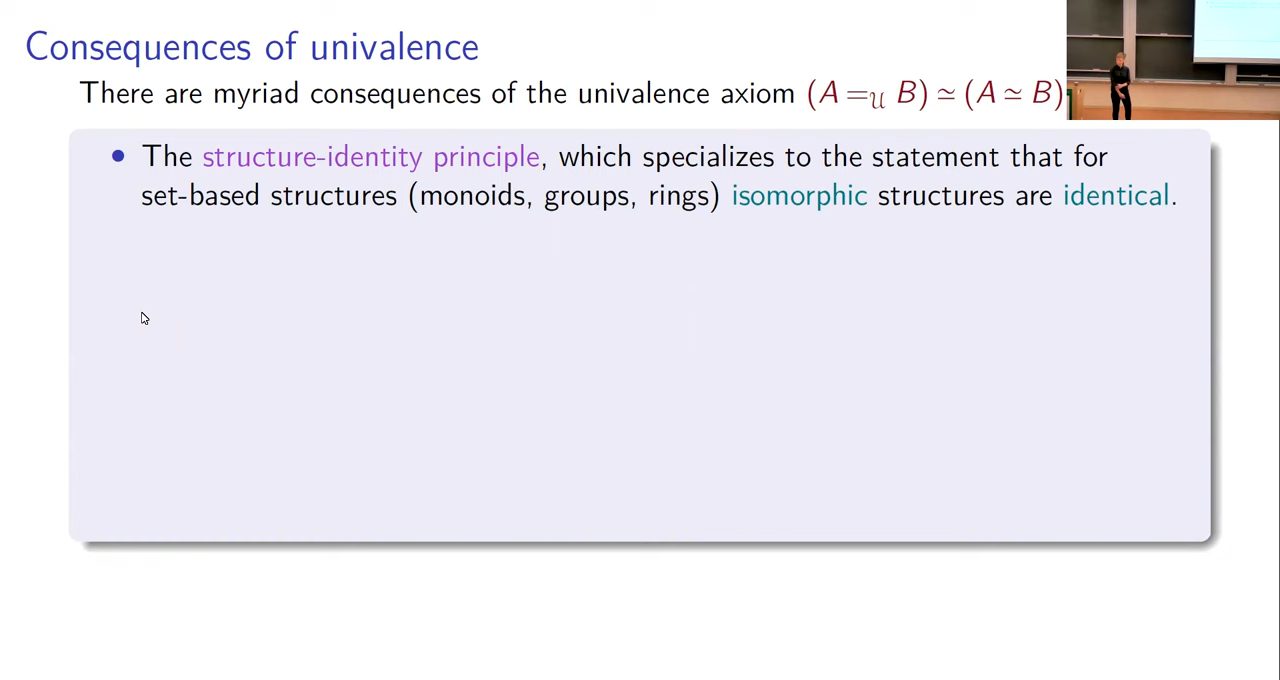 Consequences of univalence
There are myriad consequences of the univalence axiom (A =𝒰 B) ≃ (A ≃ B)
• The structure-identity principle, which specializes to the statement that for
set-based structures (monoids, groups, rings) isomorphic structures are identical.